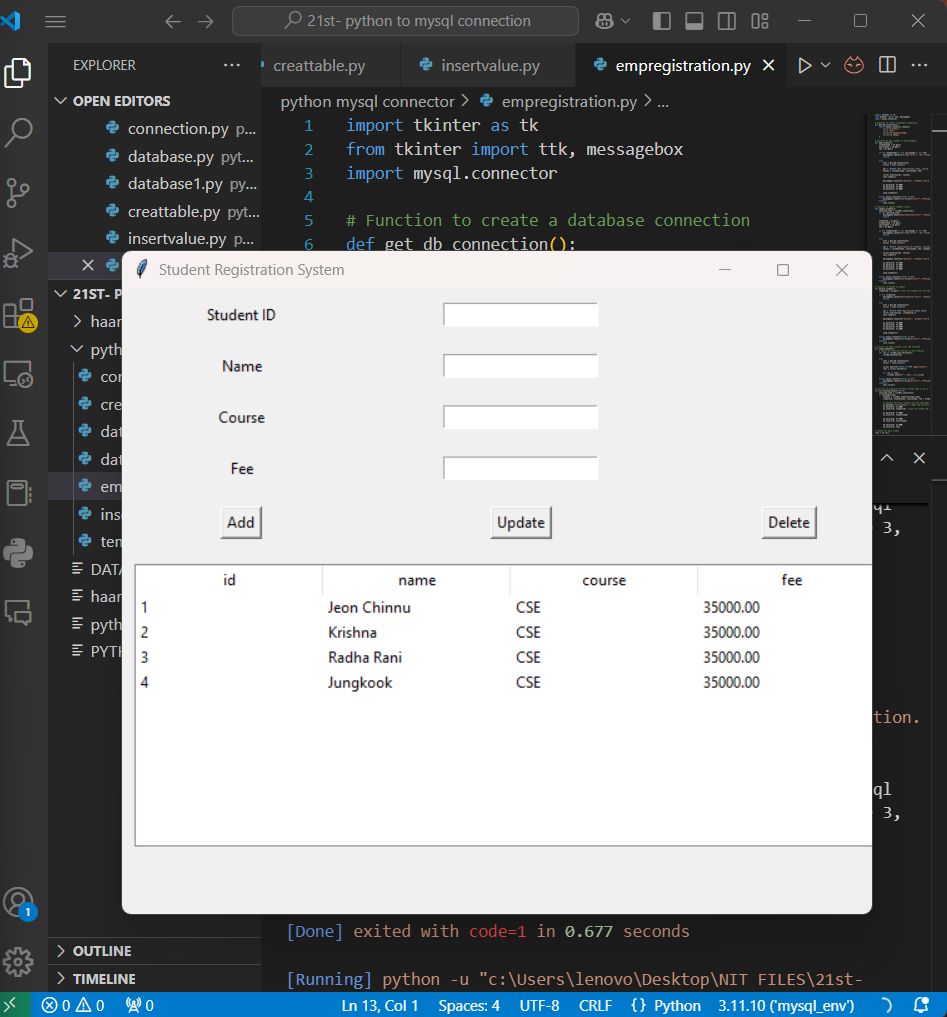 21st- python to mysql connection
EXPLORER
creattable.py
insertvalue.py
empregistration.py
OPEN EDITORS
python mysql connector > empregistration.py > ...
connection.py p...
database.py pyt...
database1.py py...
creattable.py pyt...
insertvalue.py p...
1 import tkinter as tk
2 from tkinter import ttk, messagebox
3 import mysql.connector
4
5 # Function to create a database connection
6 def get_db_connection():
21ST- P
haar
pyth
con
cre
dat
dat
em
ins
ten
DATA
haar
pyth
PYTH
Student Registration System
Student ID
Name
Course
Fee
Add Update Delete
id name course fee
1 Jeon Chinnu CSE 35000.00
2 Krishna CSE 35000.00
3 Radha Rani CSE 35000.00
4 Jungkook CSE 35000.00
ql
3,
tion.
ql
3,
[Done] exited with code=1 in 0.677 seconds
[Running] python -u "c:\Users\lenovo\Desktop\NIT FILES\21st-
1
OUTLINE
TIMELINE
0 0 0 Ln 13, Col 1 Spaces: 4 UTF-8 CRLF {} Python 3.11.10 ('mysql_env')